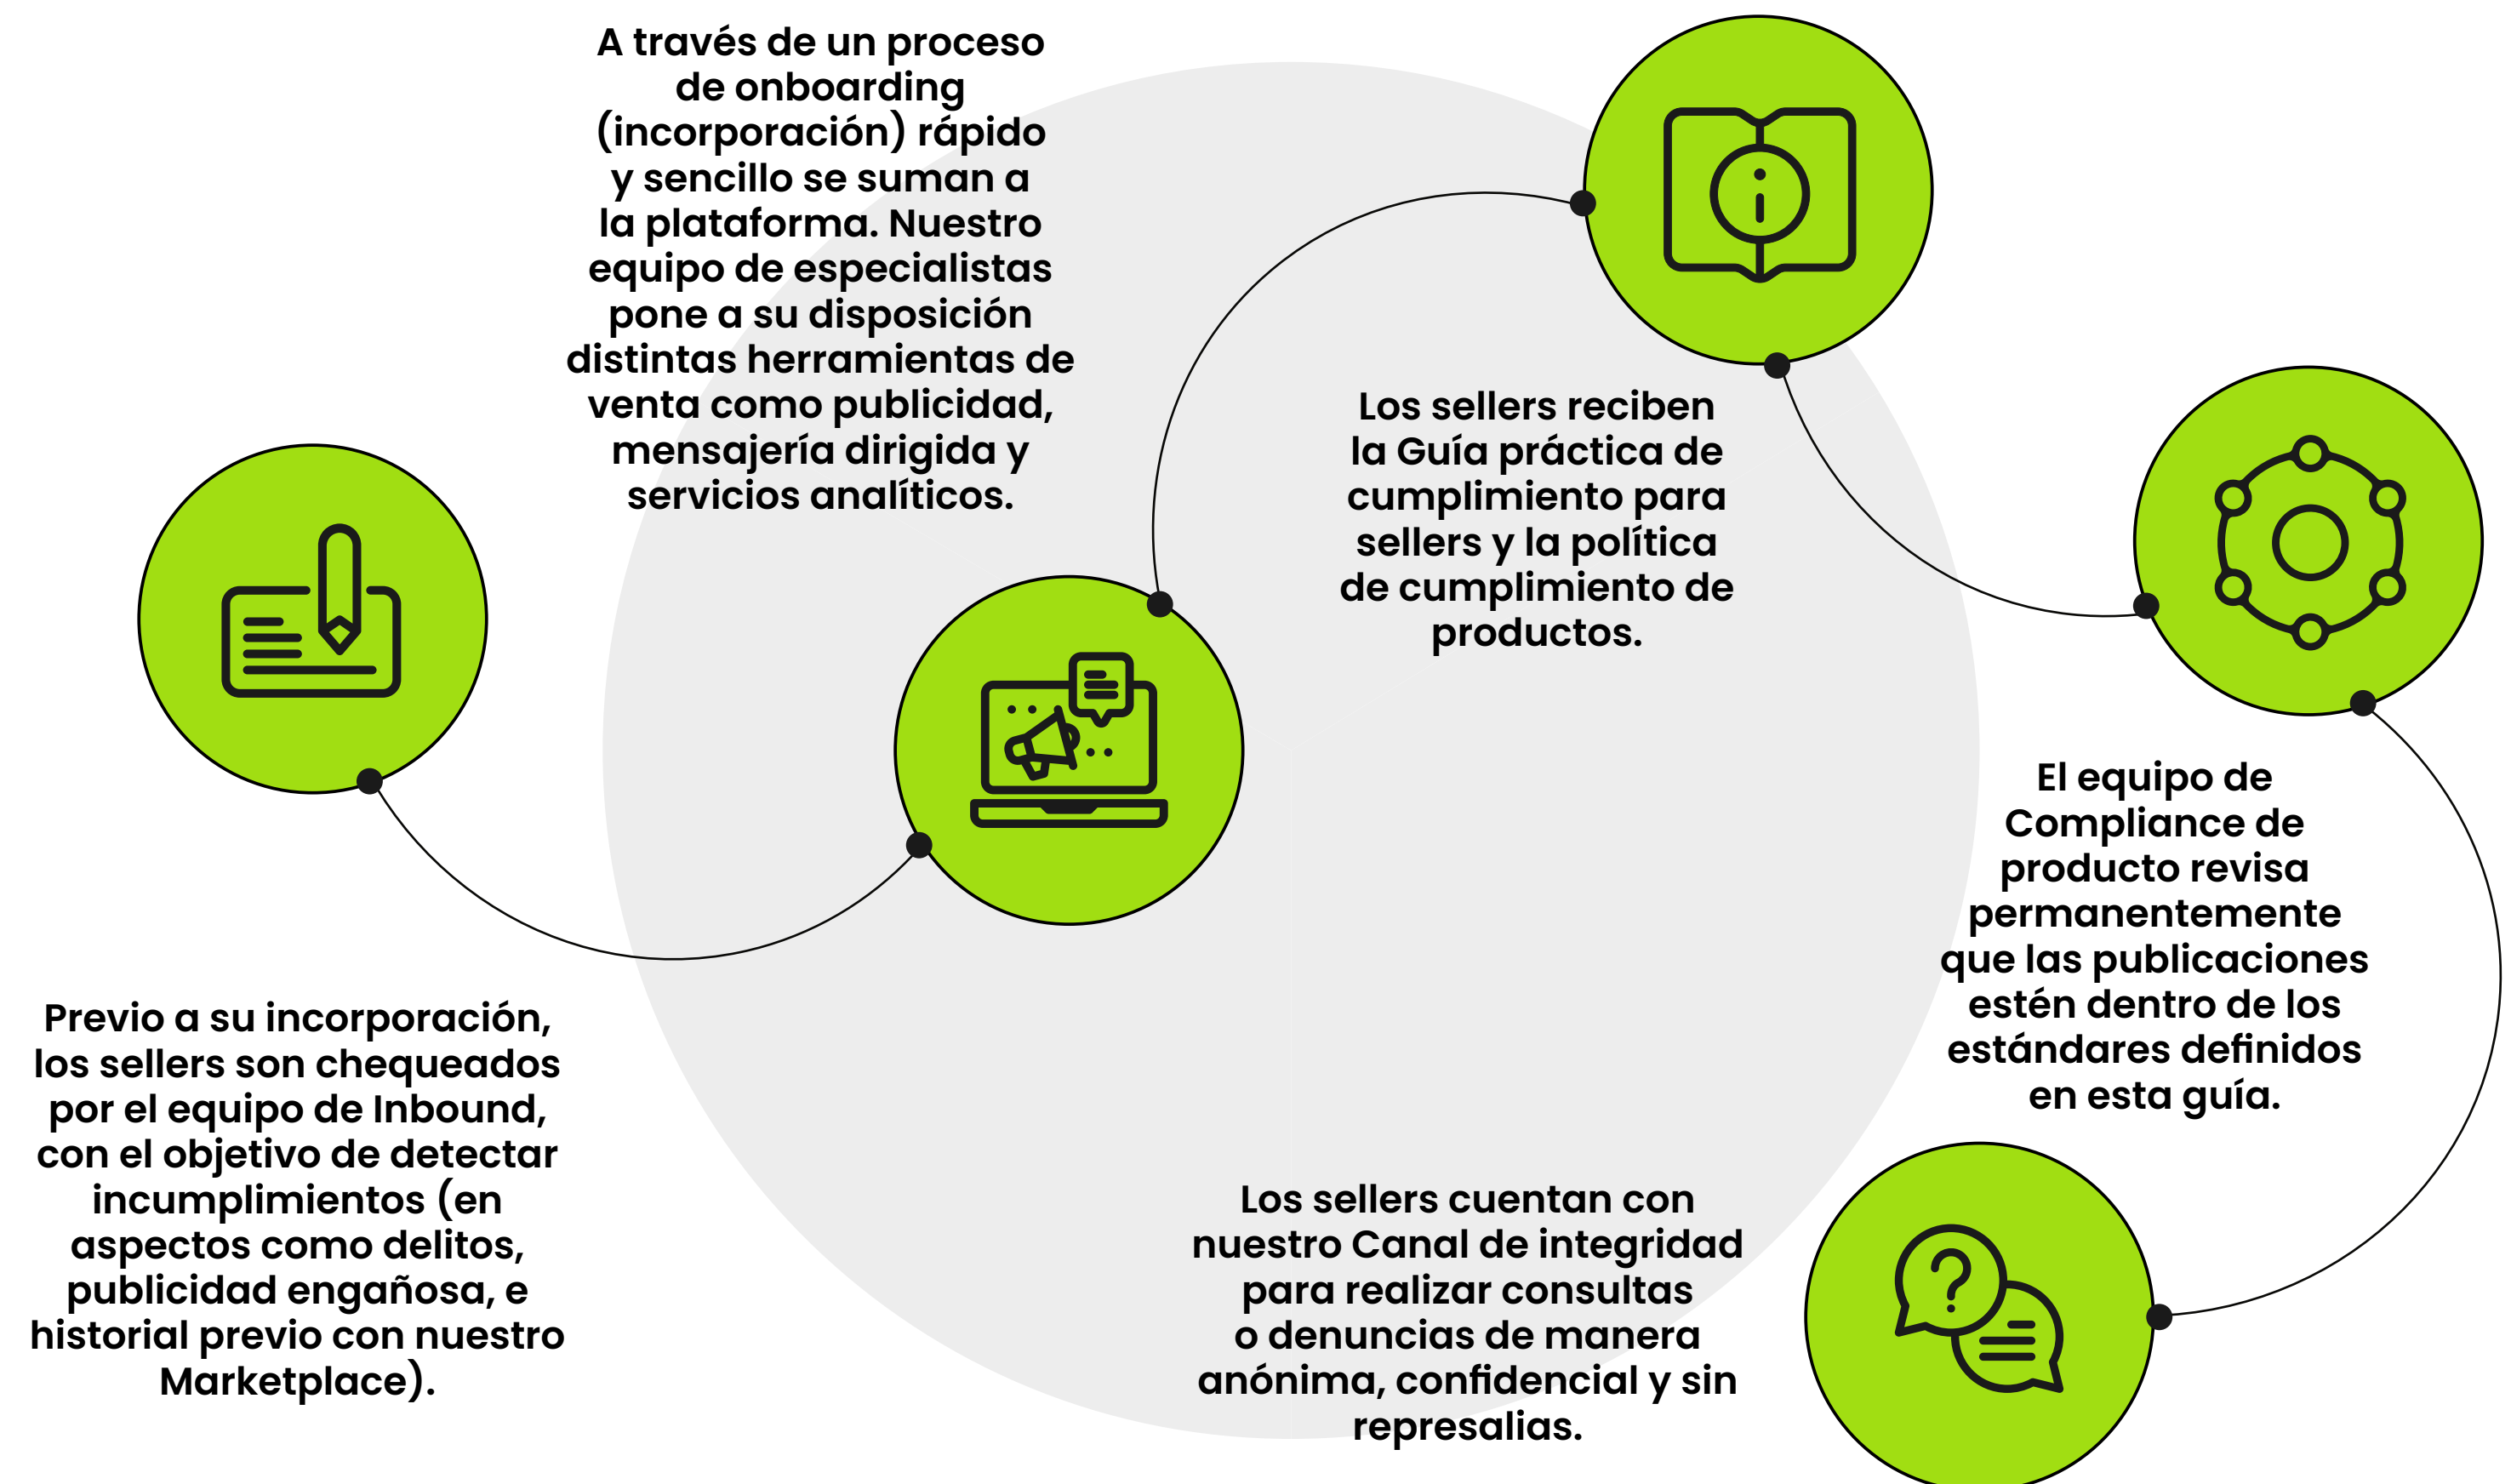 Previo a su incorporación,
los sellers son chequeados
por el equipo de Inbound,
con el objetivo de detectar
incumplimientos (en
aspectos como delitos,
publicidad engañosa, e
historial previo con nuestro
Marketplace).
A través de un proceso
de onboarding
(incorporación) rápido
y sencillo se suman a
la plataforma. Nuestro
equipo de especialistas
pone a su disposición
distintas herramientas de
venta como publicidad,
mensajería dirigida y
servicios analíticos.
Los sellers reciben
la Guía práctica de
cumplimiento para
sellers y la política
de cumplimiento de
productos.
El equipo de
Compliance de
producto revisa
permanentemente
que las publicaciones
estén dentro de los
estándares definidos
en esta guía.
Los sellers cuentan con
nuestro Canal de integridad
para realizar consultas
o denuncias de manera
anónima, confidencial y sin
represalias.